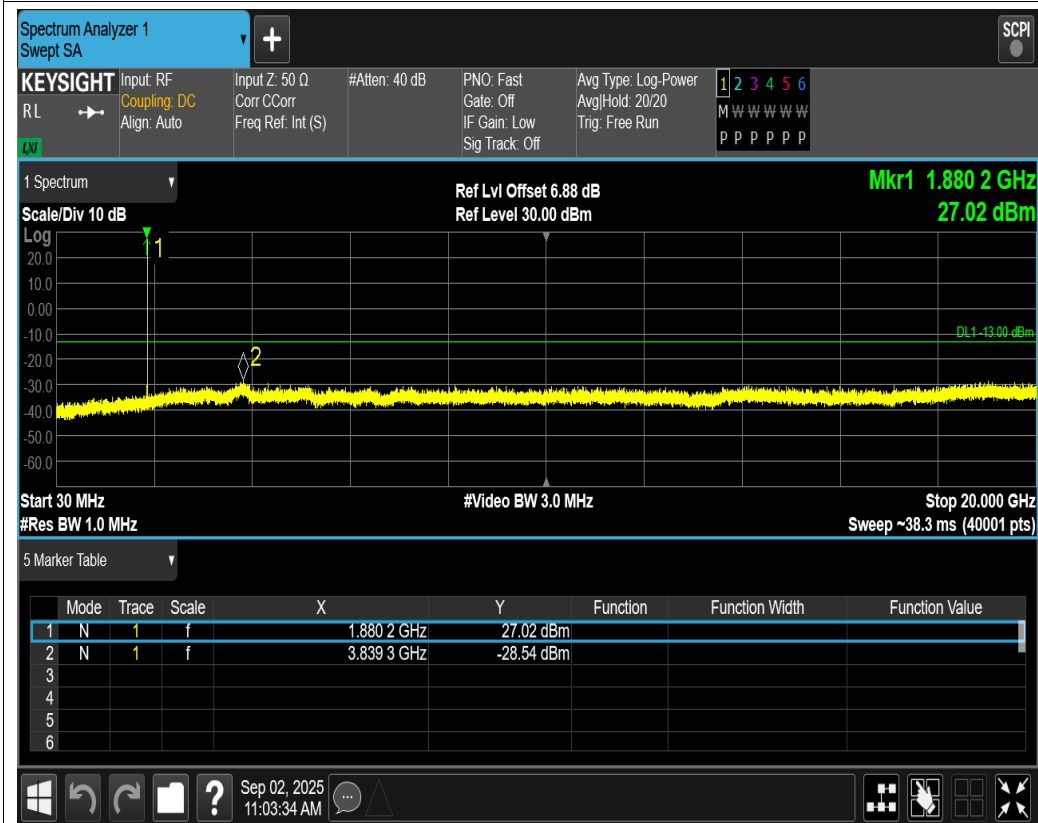 Spectrum Analyzer 1
Swept SA
+
SCPI
KEYSIGHT
RL
LXI
Input: RF
Coupling: DC
Align: Auto
Input Z: 50 Ω
Corr CCorr
Freq Ref: Int (S)
#Atten: 40 dB
PNO: Fast
Gate: Off
IF Gain: Low
Sig Track: Off
Avg Type: Log-Power
Avg|Hold: 20/20
Trig: Free Run
1 2 3 4 5 6
M W W W W W
P P P P P P
1 Spectrum
Scale/Div 10 dB
Ref Lvl Offset 6.88 dB
Ref Level 30.00 dBm
Mkr1 1.880 2 GHz
27.02 dBm
Log
20.0
10.0
0.00
-10.0
-20.0
-30.0
-40.0
-50.0
-60.0
1
2
DL1 -13.00 dBm
Start 30 MHz
#Res BW 1.0 MHz
#Video BW 3.0 MHz
Stop 20.000 GHz
Sweep ~38.3 ms (40001 pts)
5 Marker Table
Mode Trace Scale X Y Function Function Width Function Value
1 N 1 f 1.880 2 GHz 27.02 dBm
2 N 1 f 3.839 3 GHz -28.54 dBm
3
4
5
6
?
Sep 02, 2025
11:03:34 AM